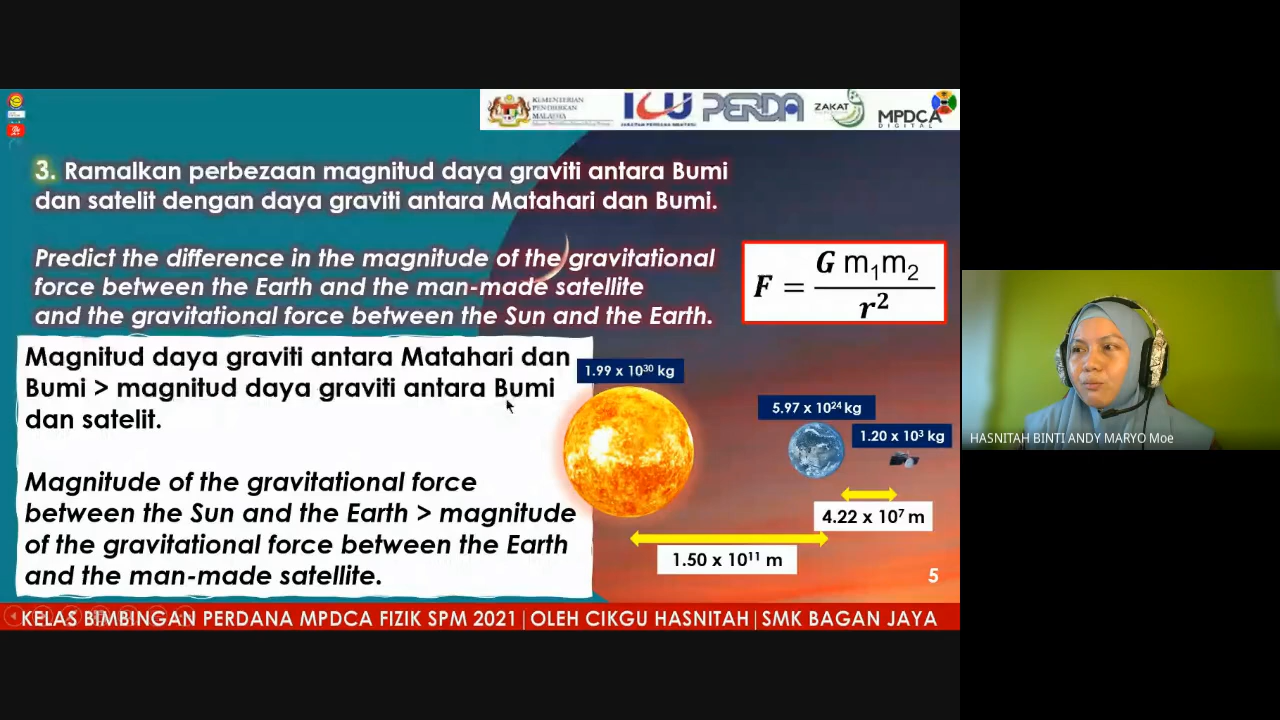 KEMENTERIAN
PENDIDIKAN
MALAYSIA
ICU
JABATAN PERDANA MENTERI
PERDA
ZAKAT
MPDCA
DIGITAL
3. Ramalkan perbezaan magnitud daya graviti antara Bumi
dan satelit dengan daya graviti antara Matahari dan Bumi.
Predict the difference in the magnitude of the gravitational
force between the Earth and the man-made satellite
and the gravitational force between the Sun and the Earth.
F = G m₁m₂ / r²
Magnitud daya graviti antara Matahari dan
Bumi > magnitud daya graviti antara Bumi
dan satelit.
Magnitude of the gravitational force
between the Sun and the Earth > magnitude
of the gravitational force between the Earth
and the man-made satellite.
1.99 x 10³⁰ kg
5.97 x 10²⁴ kg
1.20 x 10³ kg
4.22 x 10⁷ m
1.50 x 10¹¹ m
5
KELAS BIMBINGAN PERDANA MPDCA FIZIK SPM 2021|OLEH CIKGU HASNITAH|SMK BAGAN JAYA
HASNITAH BINTI ANDY MARYO Moe